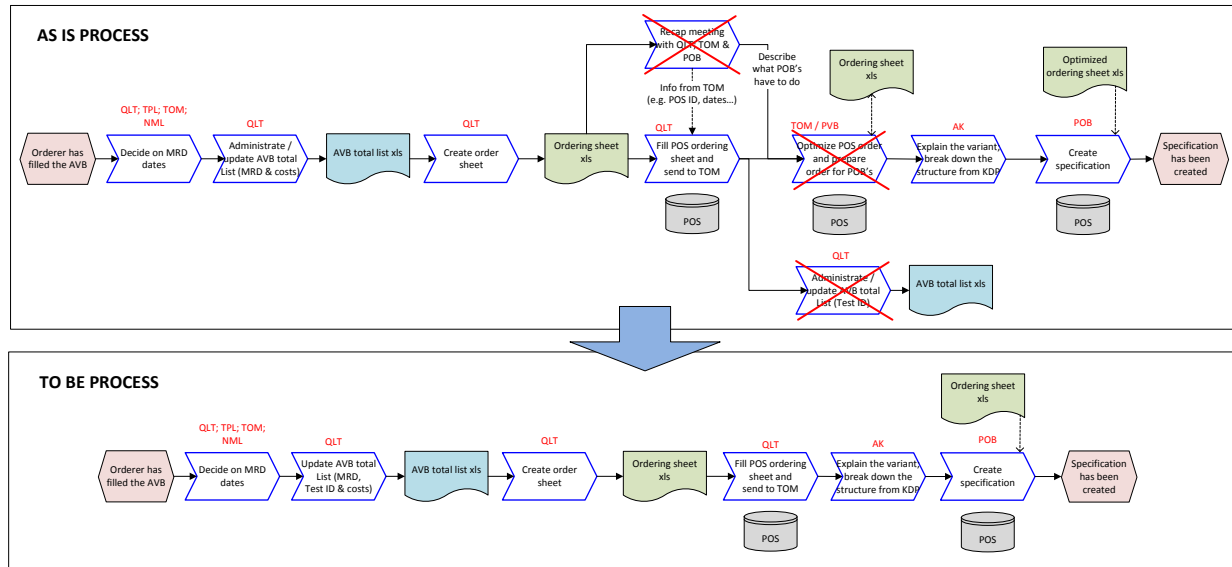 AS IS PROCESS
Orderer has
filled the AVB
QLT; TPL; TOM;
NML
Decide on MRD
dates
QLT
Administrate /
update AVB total
List (MRD & costs)
AVB total list xls
QLT
Create order
sheet
Ordering sheet
xls
Recap meeting
with QLT, TOM &
POB
Info from TOM
(e.g. POS ID, dates…)
QLT
Fill POS ordering
sheet and
send to TOM
POS
Describe
what POB's
have to do
TOM / PVB
Optimize POS order
and prepare
order for POB's
POS
Ordering sheet
xls
QLT
Administrate /
update AVB total
List (Test ID)
AVB total list xls
AK
Explain the variant,
break down the
structure from KDP
Optimized
ordering sheet xls
POB
Create
specification
POS
Specification
has been
created
TO BE PROCESS
Orderer has
filled the AVB
QLT; TPL; TOM;
NML
Decide on MRD
dates
QLT
Update AVB total
List (MRD,
Test ID & costs)
AVB total list xls
QLT
Create order
sheet
Ordering sheet
xls
QLT
Fill POS ordering
sheet and
send to TOM
POS
AK
Explain the variant,
break down the
structure from KDP
Ordering sheet
xls
POB
Create
specification
POS
Specification
has been
created